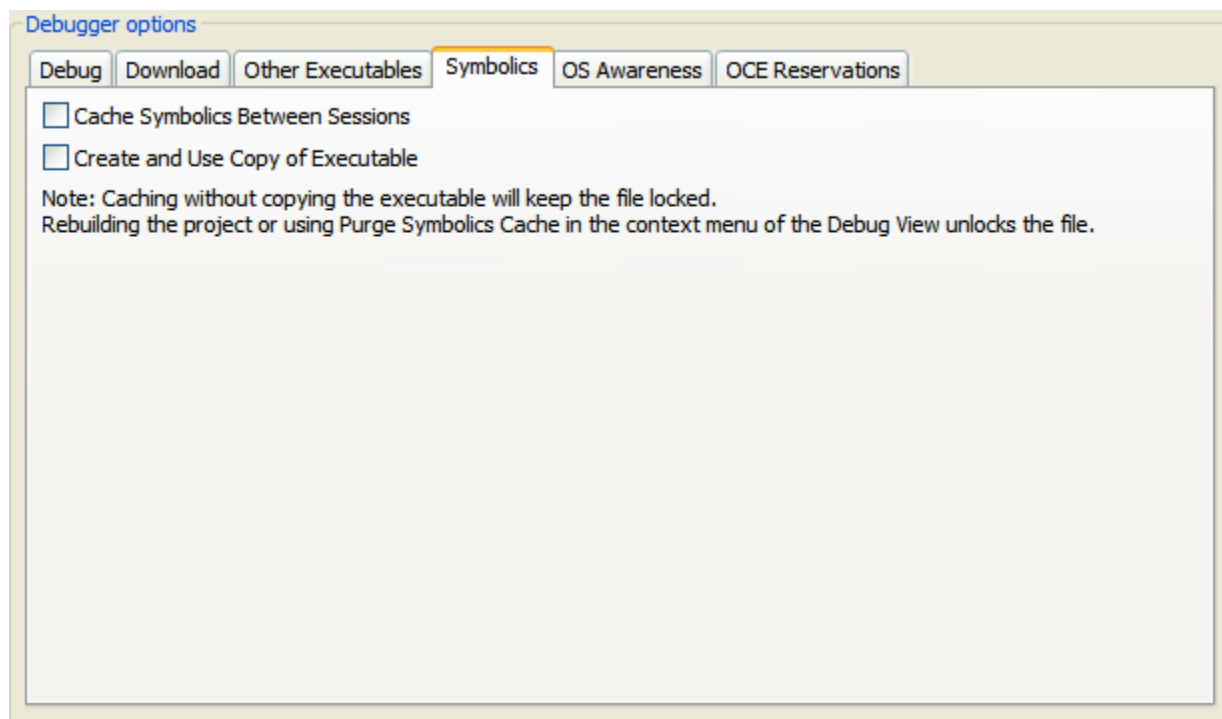 Debugger options
Debug Download Other Executables Symbolics OS Awareness OCE Reservations
Cache Symbolics Between Sessions
Create and Use Copy of Executable
Note: Caching without copying the executable will keep the file locked.
Rebuilding the project or using Purge Symbolics Cache in the context menu of the Debug View unlocks the file.